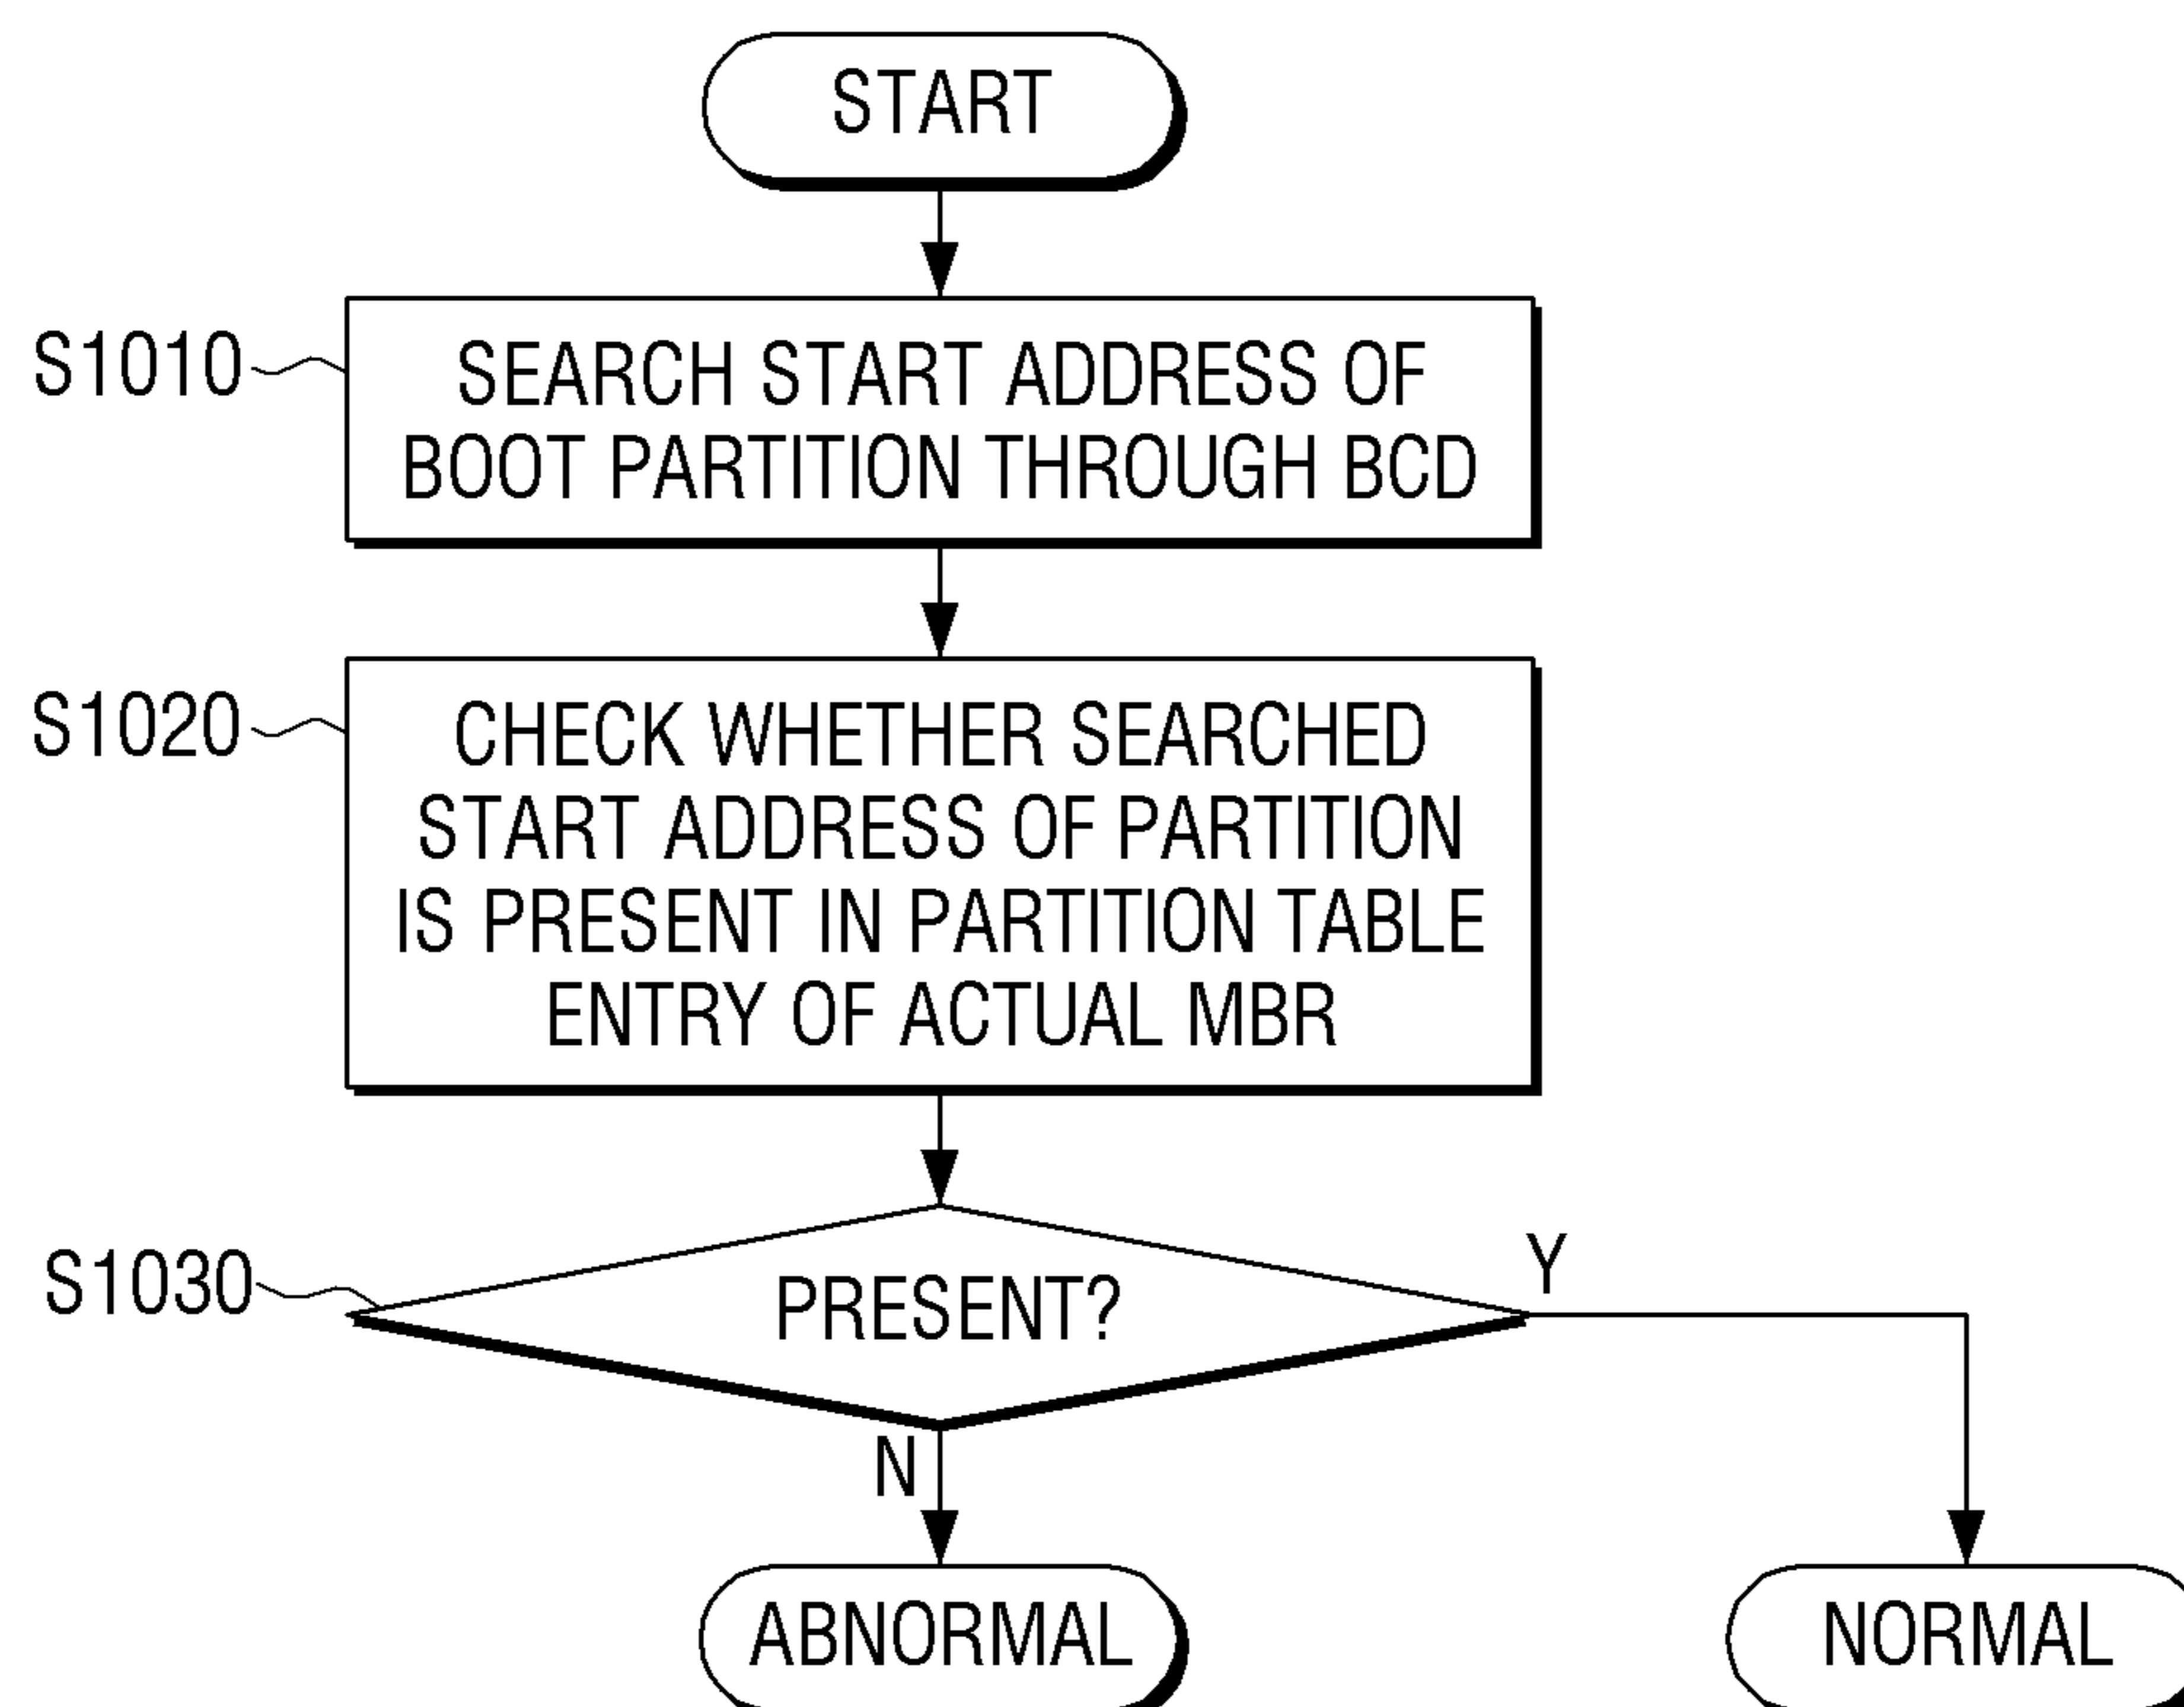 START
S1010
SEARCH START ADDRESS OF
BOOT PARTITION THROUGH BCD
S1020
CHECK WHETHER SEARCHED
START ADDRESS OF PARTITION
IS PRESENT IN PARTITION TABLE
ENTRY OF ACTUAL MBR
S1030
PRESENT?
Y
N
ABNORMAL
NORMAL